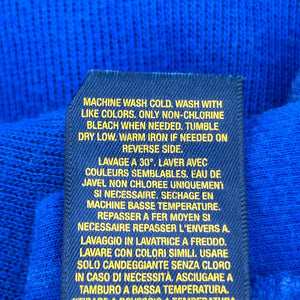 MACHINE WASH COLD. WASH WITH
LIKE COLORS. ONLY NON-CHLORINE
BLEACH WHEN NEEDED. TUMBLE
DRY LOW. WARM IRON IF NEEDED ON
REVERSE SIDE.
LAVAGE A 30°. LAVER AVEC
COULEURS SEMBLABLES. EAU DE
JAVEL NON CHLOREE UNIQUEMENT
SI NECESSAIRE. SECHAGE EN
MACHINE BASSE TEMPERATURE.
REPASSER A FER MOYEN SI
NECESSAIRE REPASSER L'ENVERS A
LAVAGGIO IN LAVATRICE A FREDDO.
LAVARE CON COLORI SIMILI. USARE
SOLO CANDEGGIANTE SENZA CLORO
IN CASO DI NECESSITÀ. ASCIUGARE A
TAMBURO A BASSA TEMPERATURA